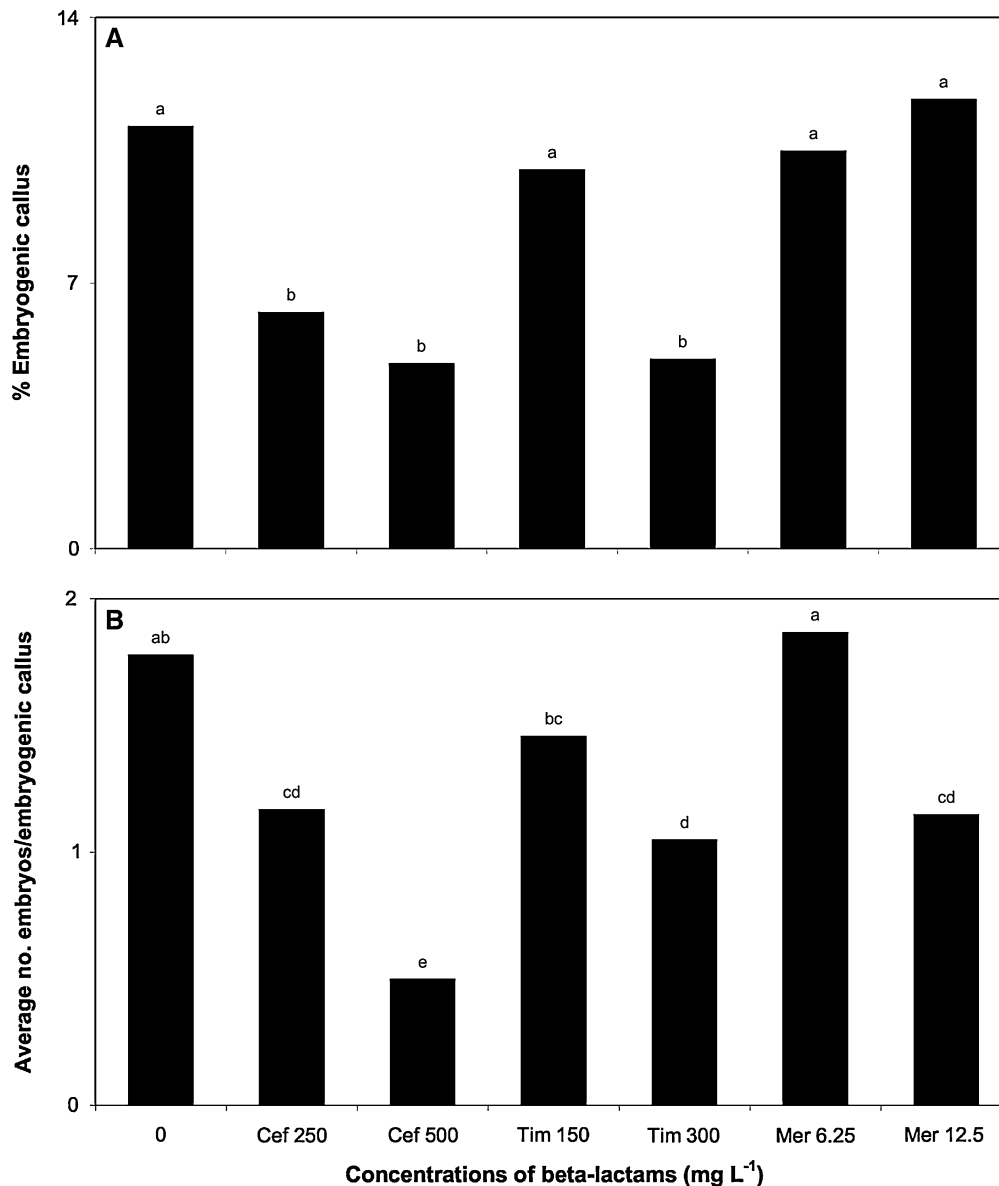 14
A
a
a
a
a
% Embryogenic callus
7
b
b
b
0
2
B
ab
a
bc
Average no. embryos/embryogenic callus
cd
cd
d
1
e
0
0 Cef 250 Cef 500 Tim 150 Tim 300 Mer 6.25 Mer 12.5
Concentrations of beta-lactams (mg L⁻¹)